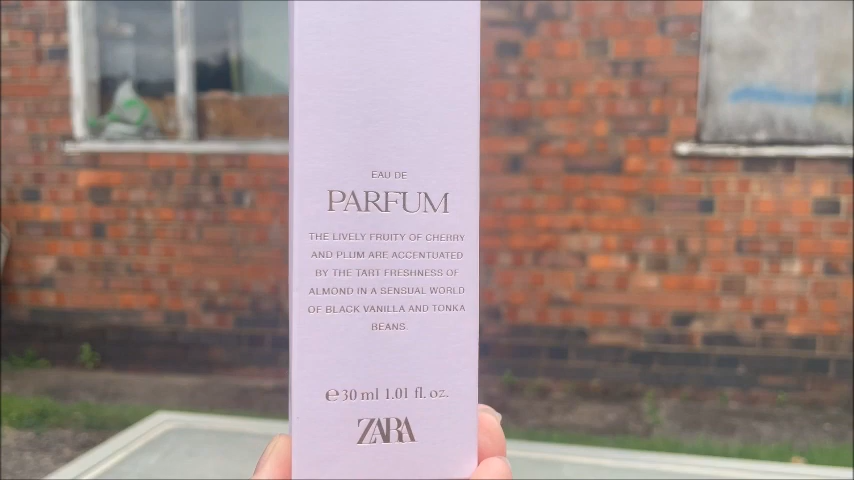 EAU DE
PARFUM
THE LIVELY FRUITY OF CHERRY
AND PLUM ARE ACCENTUATED
BY THE TART FRESHNESS OF
ALMOND IN A SENSUAL WORLD
OF BLACK VANILLA AND TONKA
BEANS.
℮30 ml 1.01 fl. oz.
ZARA